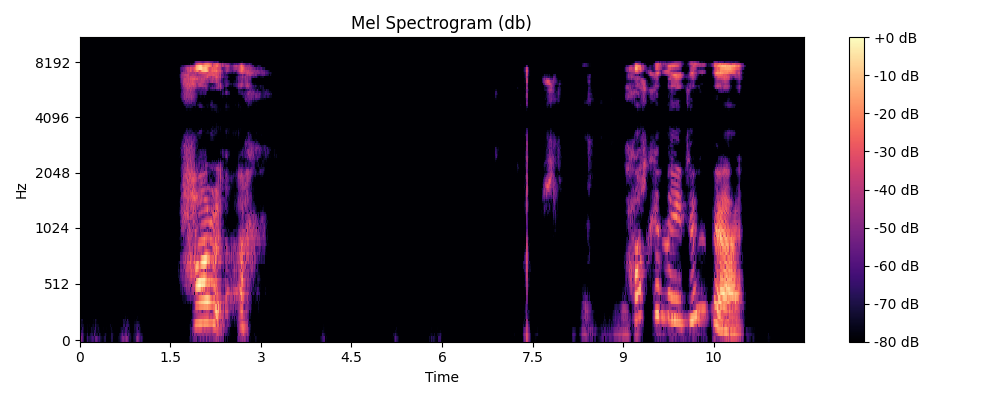 Mel Spectrogram (db)
8192
4096
2048
1024
512
0
Hz
0 1.5 3 4.5 6 7.5 9 10
Time
+0 dB
-10 dB
-20 dB
-30 dB
-40 dB
-50 dB
-60 dB
-70 dB
-80 dB